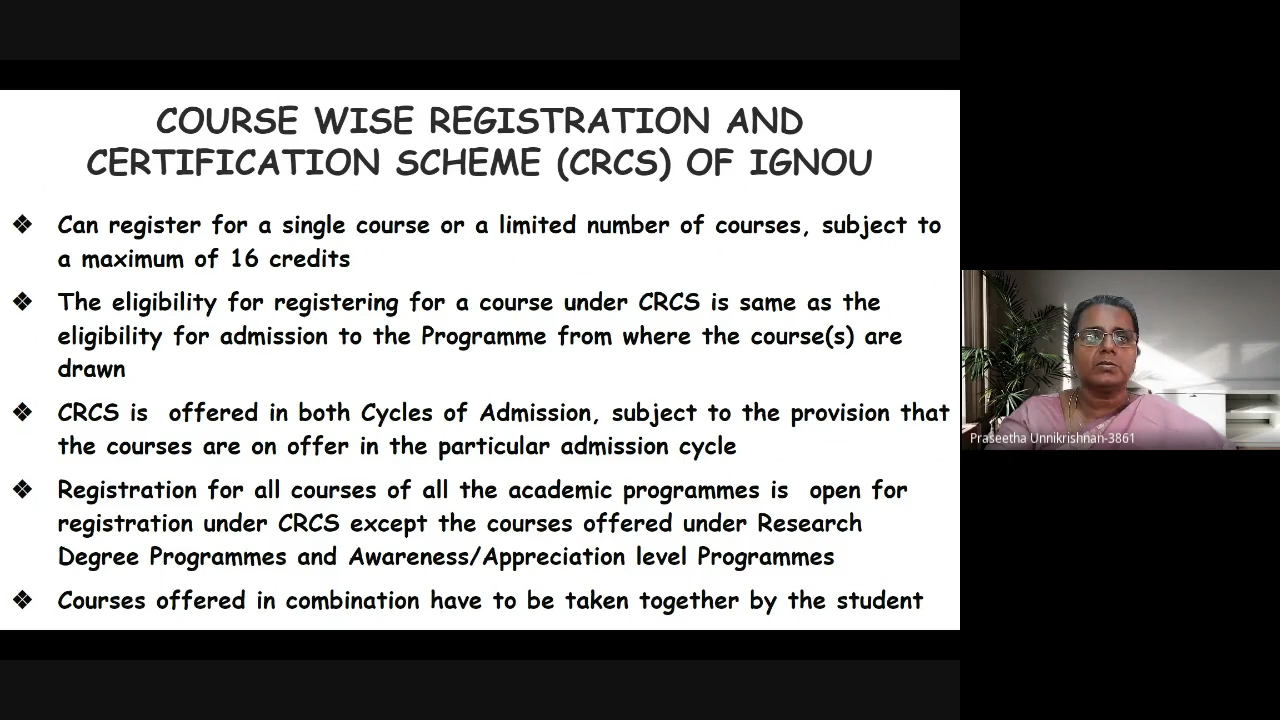 COURSE WISE REGISTRATION AND
CERTIFICATION SCHEME (CRCS) OF IGNOU
❖ Can register for a single course or a limited number of courses, subject to
a maximum of 16 credits
❖ The eligibility for registering for a course under CRCS is same as the
eligibility for admission to the Programme from where the course(s) are
drawn
❖ CRCS is  offered in both Cycles of Admission, subject to the provision that
the courses are on offer in the particular admission cycle
❖ Registration for all courses of all the academic programmes is  open for
registration under CRCS except the courses offered under Research
Degree Programmes and Awareness/Appreciation level Programmes
❖ Courses offered in combination have to be taken together by the student
Praseetha Unnikrishnan-3861